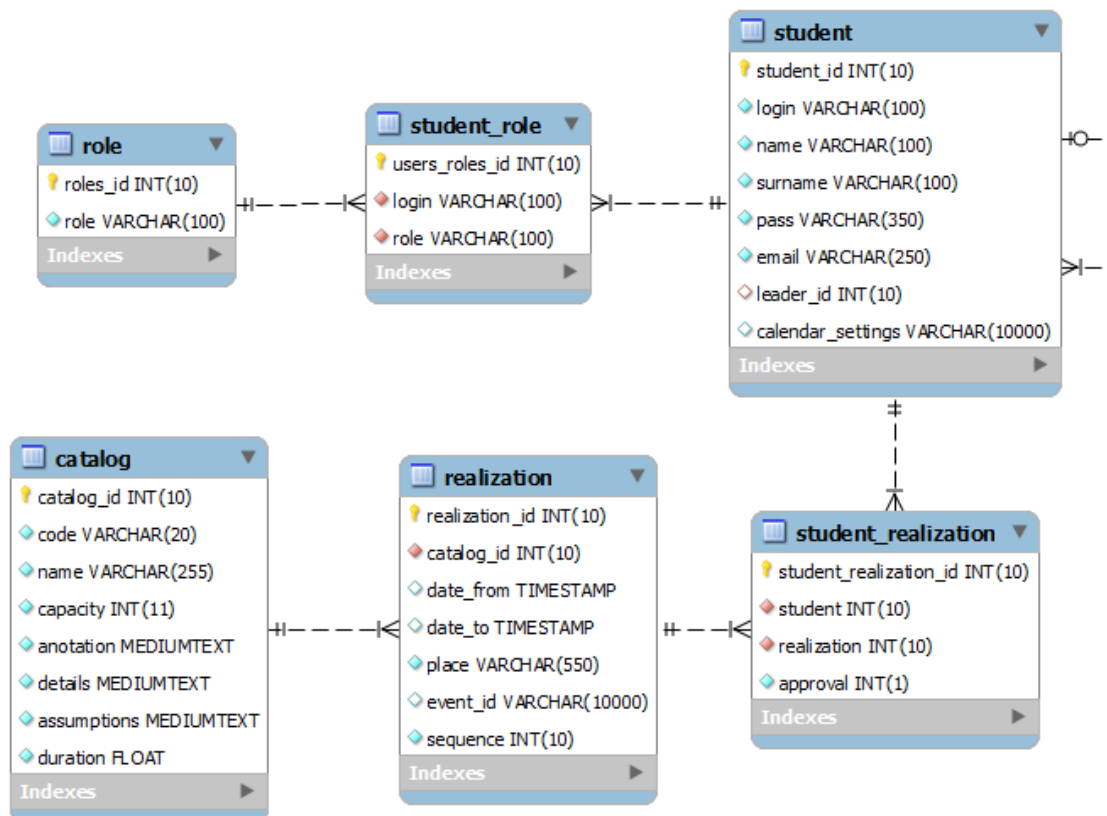 role
roles_id INT(10)
role VARCHAR(100)
Indexes
student_role
users_roles_id INT(10)
login VARCHAR(100)
role VARCHAR(100)
Indexes
student
student_id INT(10)
login VARCHAR(100)
name VARCHAR(100)
surname VARCHAR(100)
pass VARCHAR(350)
email VARCHAR(250)
leader_id INT(10)
calendar_settings VARCHAR(10000)
Indexes
catalog
catalog_id INT(10)
code VARCHAR(20)
name VARCHAR(255)
capacity INT(11)
anotation MEDIUMTEXT
details MEDIUMTEXT
assumptions MEDIUMTEXT
duration FLOAT
Indexes
realization
realization_id INT(10)
catalog_id INT(10)
date_from TIMESTAMP
date_to TIMESTAMP
place VARCHAR(550)
event_id VARCHAR(10000)
sequence INT(10)
Indexes
student_realization
student_realization_id INT(10)
student INT(10)
realization INT(10)
approval INT(1)
Indexes